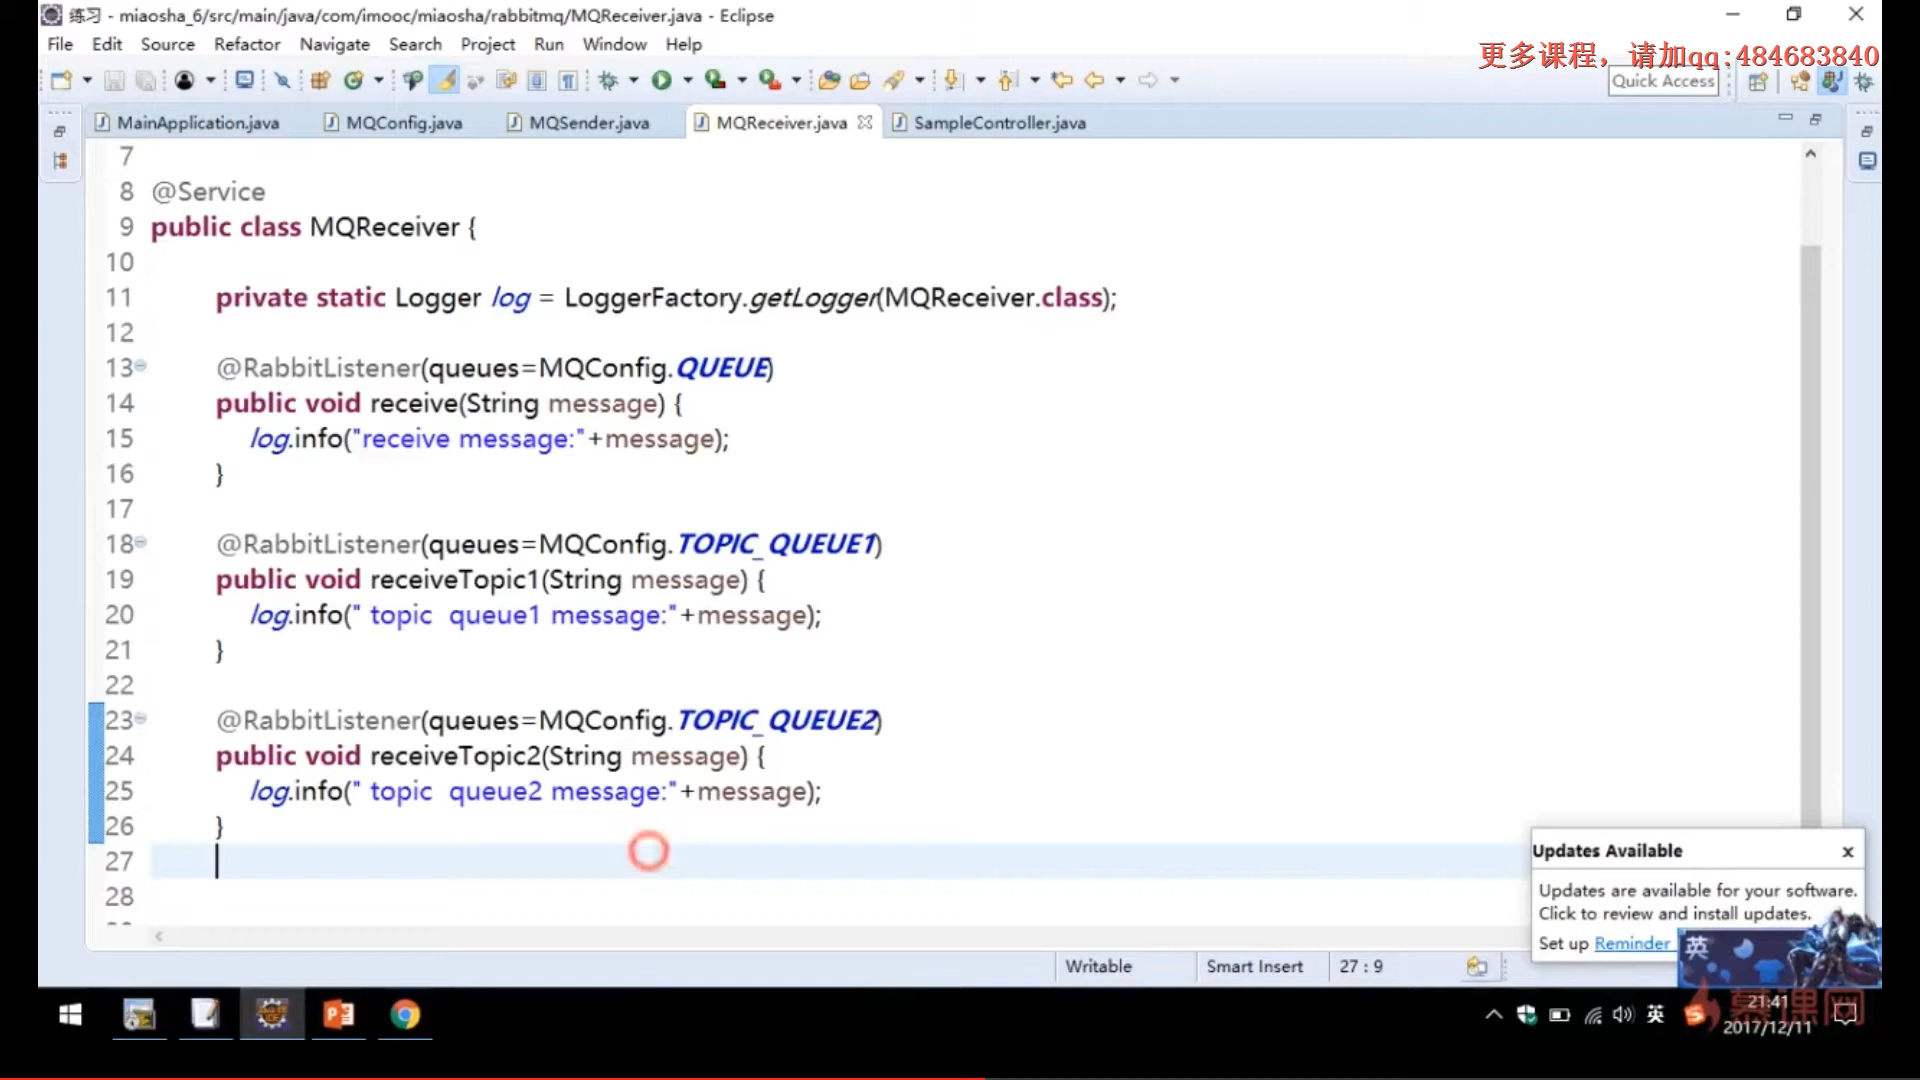 练习 - miaosha_6/src/main/java/com/imooc/miaosha/rabbitmq/MQReceiver.java - Eclipse
File Edit Source Refactor Navigate Search Project Run Window Help
更多课程，请加qq:484683840
Quick Access
MainApplication.java MQConfig.java MQSender.java MQReceiver.java SampleController.java
7
8 @Service
9 public class MQReceiver {
10
11 private static Logger log = LoggerFactory.getLogger(MQReceiver.class);
12
13 @RabbitListener(queues=MQConfig.QUEUE)
14 public void receive(String message) {
15 log.info("receive message:"+message);
16 }
17
18 @RabbitListener(queues=MQConfig.TOPIC_QUEUE1)
19 public void receiveTopic1(String message) {
20 log.info(" topic  queue1 message:"+message);
21 }
22
23 @RabbitListener(queues=MQConfig.TOPIC_QUEUE2)
24 public void receiveTopic2(String message) {
25 log.info(" topic  queue2 message:"+message);
26 }
27
28
Updates Available x
Updates are available for your software.
Click to review and install updates.
Set up Reminder
英
Writable Smart Insert 27 : 9
英
慕课网
21:41
2017/12/11